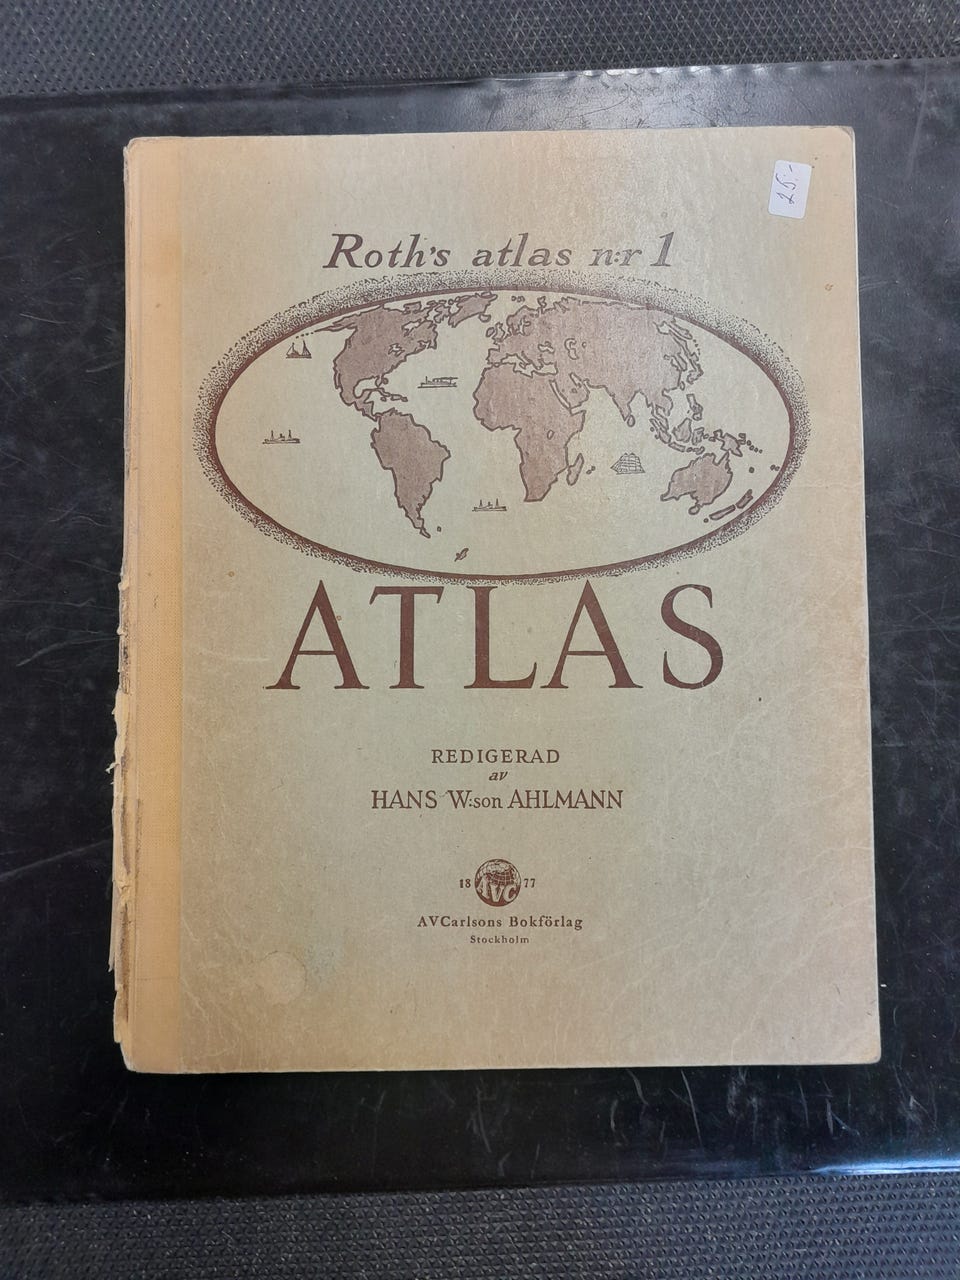 25:-
Roth's atlas n:r 1
ATLAS
REDIGERAD
av
HANS W:son AHLMANN
18 AVC 77
AVCarlsons Bokförlag
Stockholm